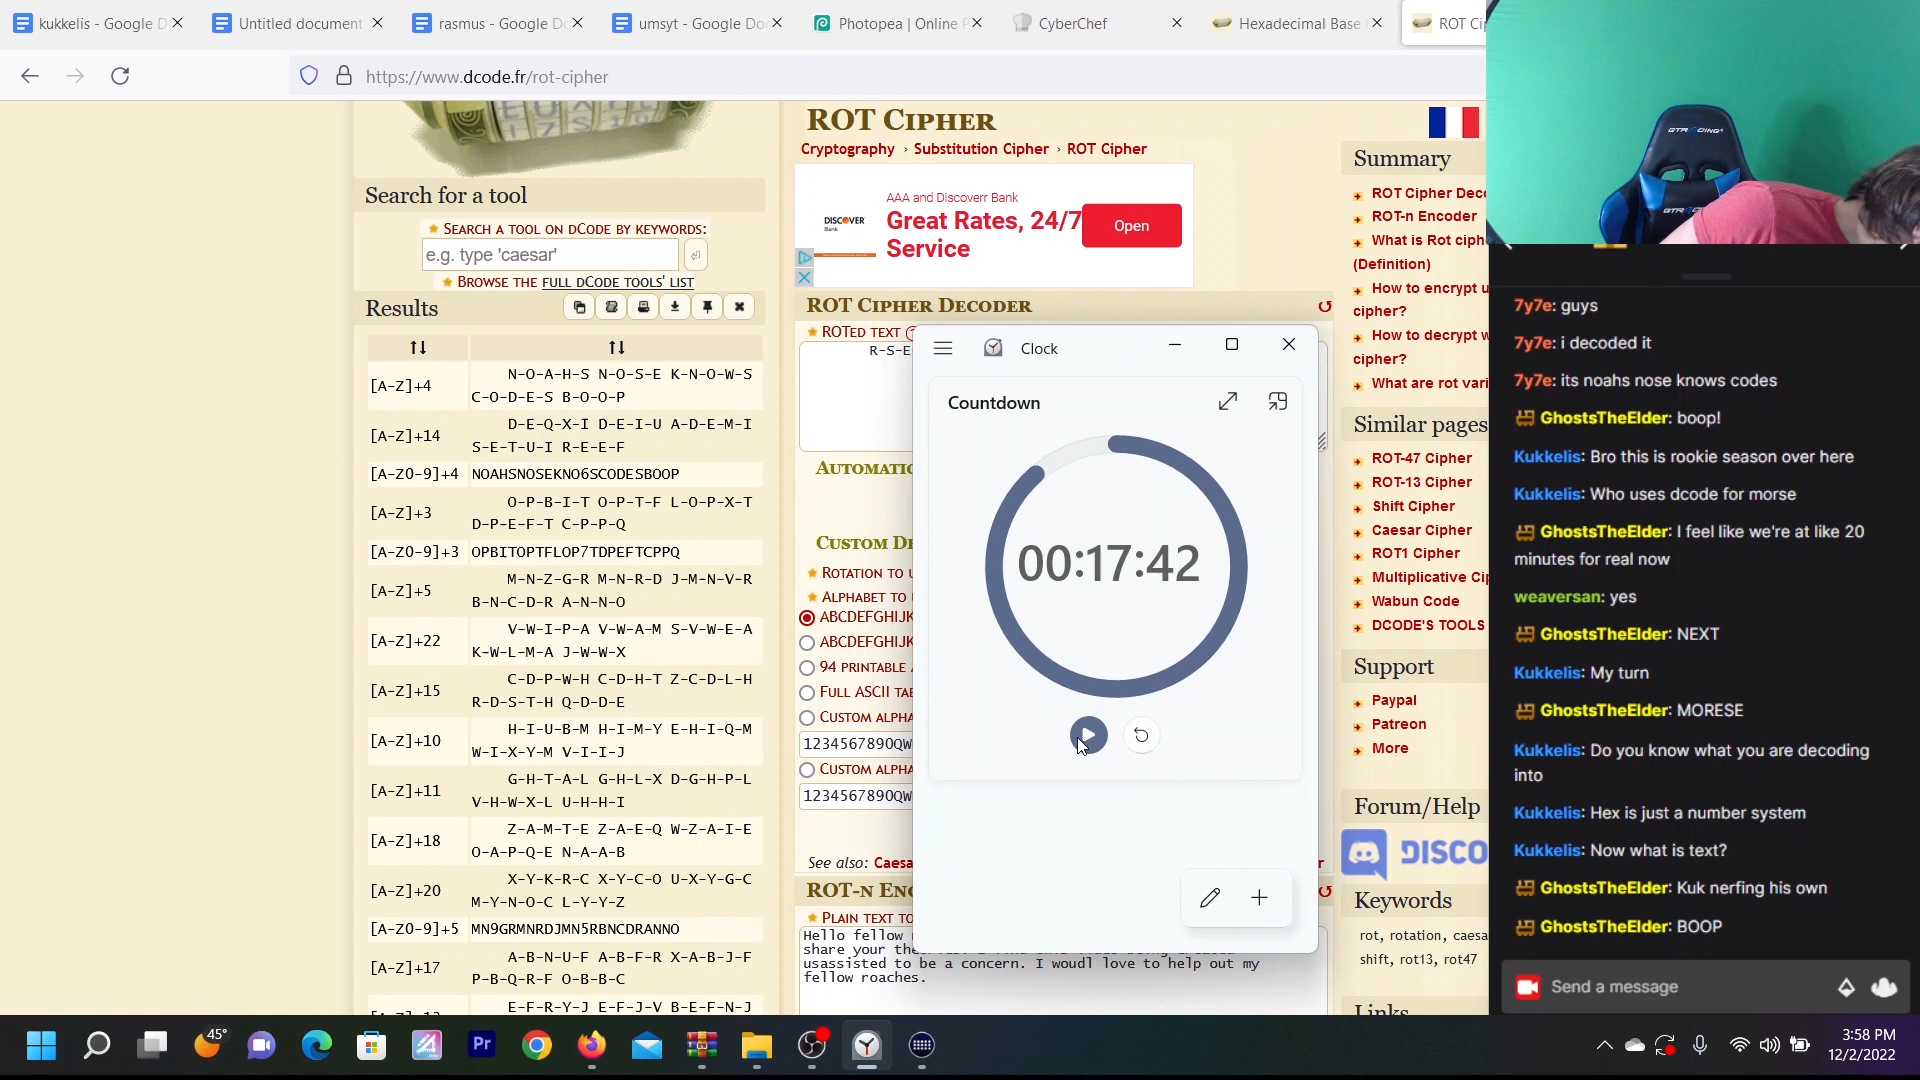 kukkelis - Google D
Untitled document
rasmus - Google Do
umsyt - Google Doc
Photopea | Online P
CyberChef
Hexadecimal Base
ROT Ci
https://www.dcode.fr/rot-cipher
Search for a tool
Search a tool on dCode by keywords:
e.g. type 'caesar'
Browse the full dCode tools' list
Results
[A-Z]+4
N-O-A-H-S N-O-S-E K-N-O-W-S
C-O-D-E-S B-O-O-P
[A-Z]+14
D-E-Q-X-I D-E-I-U A-D-E-M-I
S-E-T-U-I R-E-E-F
[A-Z0-9]+4
NOAHSNOSEKNO6SCODESBOOP
[A-Z]+3
O-P-B-I-T O-P-T-F L-O-P-X-T
D-P-E-F-T C-P-P-Q
[A-Z0-9]+3
OPBITOPTFLOP7TDPEFTCPPQ
[A-Z]+5
M-N-Z-G-R M-N-R-D J-M-N-V-R
B-N-C-D-R A-N-N-O
[A-Z]+22
V-W-I-P-A V-W-A-M S-V-W-E-A
K-W-L-M-A J-W-W-X
[A-Z]+15
C-D-P-W-H C-D-H-T Z-C-D-L-H
R-D-S-T-H Q-D-D-E
[A-Z]+10
H-I-U-B-M H-I-M-Y E-H-I-Q-M
W-I-X-Y-M V-I-I-J
[A-Z]+11
G-H-T-A-L G-H-L-X D-G-H-P-L
V-H-W-X-L U-H-H-I
[A-Z]+18
Z-A-M-T-E Z-A-E-Q W-Z-A-I-E
O-A-P-Q-E N-A-A-B
[A-Z]+20
X-Y-K-R-C X-Y-C-O U-X-Y-G-C
M-Y-N-O-C L-Y-Y-Z
[A-Z0-9]+5
MN9GRMNRDJMN5RBNCDRANNO
[A-Z]+17
A-B-N-U-F A-B-F-R X-A-B-J-F
P-B-Q-R-F O-B-B-C
E-F-R-Y-J E-F-J-V B-E-F-N-J
ROT Cipher
Cryptography › Substitution Cipher › ROT Cipher
DISCOVER
Bank
AAA and Discoverr Bank
Great Rates, 24/7
Service
Open
ROT Cipher Decoder
ROTed text
R-S-E
Automatic
Custom De
Rotation to u
Alphabet to
ABCDEFGHIJK
ABCDEFGHIJK
94 printable
Full ASCII tab
Custom alpha
1234567890QW
Custom alpha
1234567890QW
See also: Caesa
ROT-n Enc
Plain text to
Hello fellow
share your
usassisted to be a concern. I woudl love to help out my
fellow roaches.
Clock
Countdown
00:17:42
Summary
ROT Cipher Deco
ROT-n Encoder
What is Rot ciph
(Definition)
How to encrypt u
cipher?
How to decrypt w
cipher?
What are rot vari
Similar pages
ROT-47 Cipher
ROT-13 Cipher
Shift Cipher
Caesar Cipher
ROT1 Cipher
Multiplicative Ci
Wabun Code
DCODE'S TOOLS
Support
Paypal
Patreon
More
Forum/Help
DISCO
Keywords
rot, rotation, caesa
shift, rot13, rot47
Links
GTRACING
GTRACING
7y7e: guys
7y7e: i decoded it
7y7e: its noahs nose knows codes
GhostsTheElder: boop!
Kukkelis: Bro this is rookie season over here
Kukkelis: Who uses dcode for morse
GhostsTheElder: I feel like we're at like 20
minutes for real now
weaversan: yes
GhostsTheElder: NEXT
Kukkelis: My turn
GhostsTheElder: MORESE
Kukkelis: Do you know what you are decoding
into
Kukkelis: Hex is just a number system
Kukkelis: Now what is text?
GhostsTheElder: Kuk nerfing his own
GhostsTheElder: BOOP
Send a message
45°
Pr
3:58 PM
12/2/2022